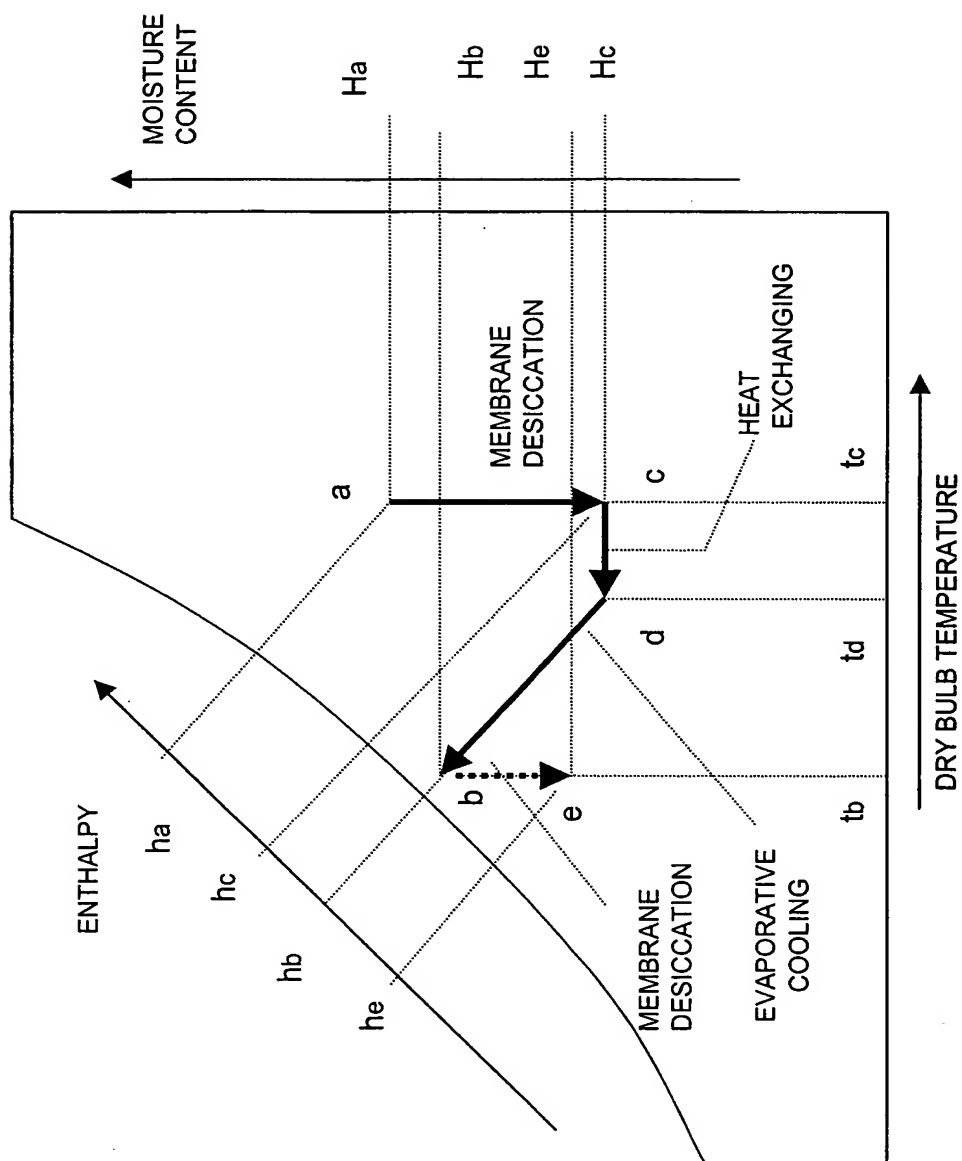 MOISTURE
CONTENT
Ha
Hb
He
Hc
ENTHALPY
ha
hc
hb
he
a
MEMBRANE
DESICCATION
b
e
c
d
HEAT
EXCHANGING
MEMBRANE
DESICCATION
EVAPORATIVE
COOLING
tb
td
tc
DRY BULB TEMPERATURE